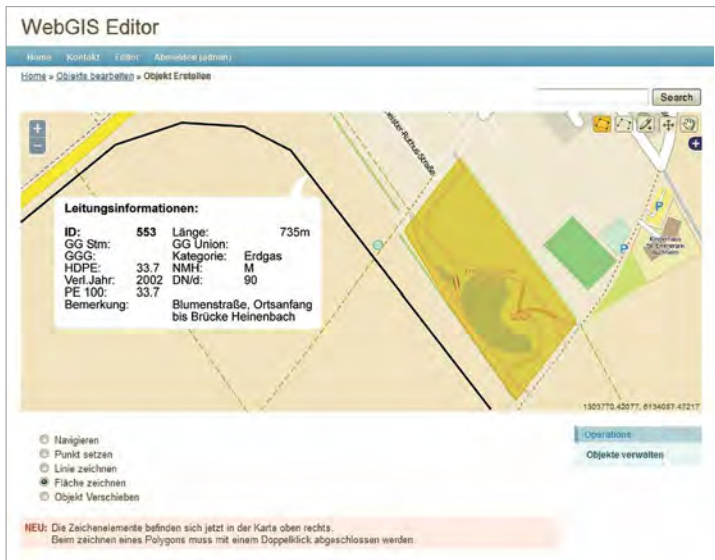 WebGIS Editor
Home Kontakt Editor Abmelden (admin)
Home » Objekte bearbeiten » Objekt Erstellen
Search
eister-Ruthus-Straße
Leitungsinformationen:
ID: 553 Länge: 735m
GG Stm: GG Union:
GGG: Kategorie: Erdgas
HDPE: 33.7 NMH: M
Verl.Jahr: 2002 DN/d: 90
PE 100: 33.7
Bemerkung: Blumenstraße, Ortsanfang
bis Brücke Heinenbach
P
P
Operations
Objekte verwalten
Navigieren
Punkt setzen
Linie zeichnen
Fläche zeichnen
Objekt Verschieben
NEU: Die Zeichenelemente befinden sich jetzt in der Karte oben rechts.
Beim zeichnen eines Polygons muss mit einem Doppelklick abgeschlossen werden.